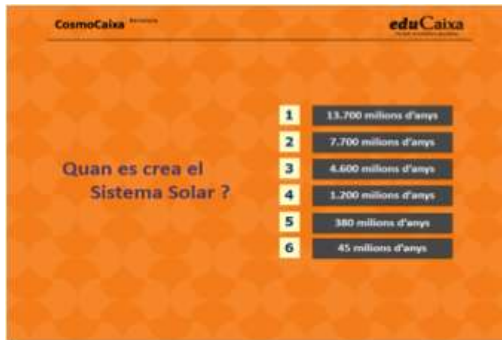 CosmoCaixa Barcelona
eduCaixa
Quan es crea el
Sistema Solar ?
1 13.700 milions d'anys
2 7.700 milions d'anys
3 4.600 milions d'anys
4 1.200 milions d'anys
5 380 milions d'anys
6 45 milions d'anys